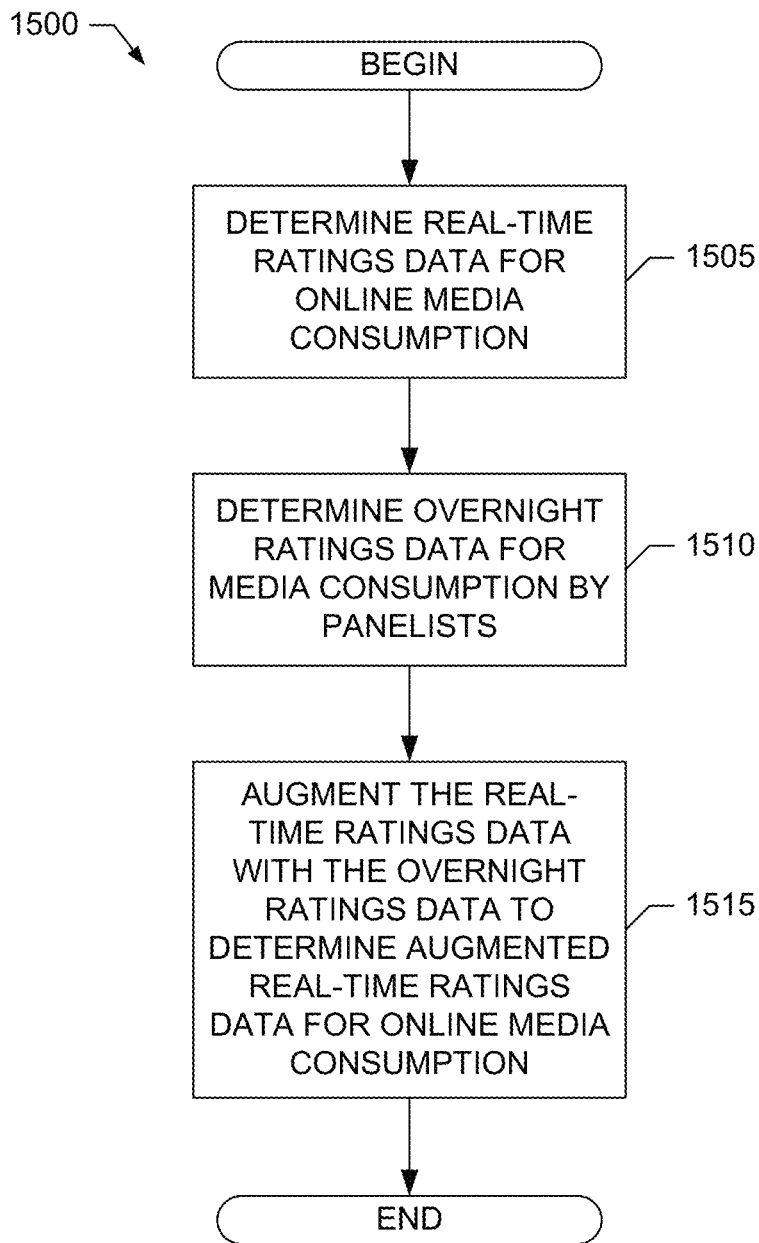 1500
BEGIN
DETERMINE REAL-TIME
RATINGS DATA FOR
ONLINE MEDIA
CONSUMPTION
1505
DETERMINE OVERNIGHT
RATINGS DATA FOR
MEDIA CONSUMPTION BY
PANELISTS
1510
AUGMENT THE REAL-
TIME RATINGS DATA
WITH THE OVERNIGHT
RATINGS DATA TO
DETERMINE AUGMENTED
REAL-TIME RATINGS
DATA FOR ONLINE MEDIA
CONSUMPTION
1515
END